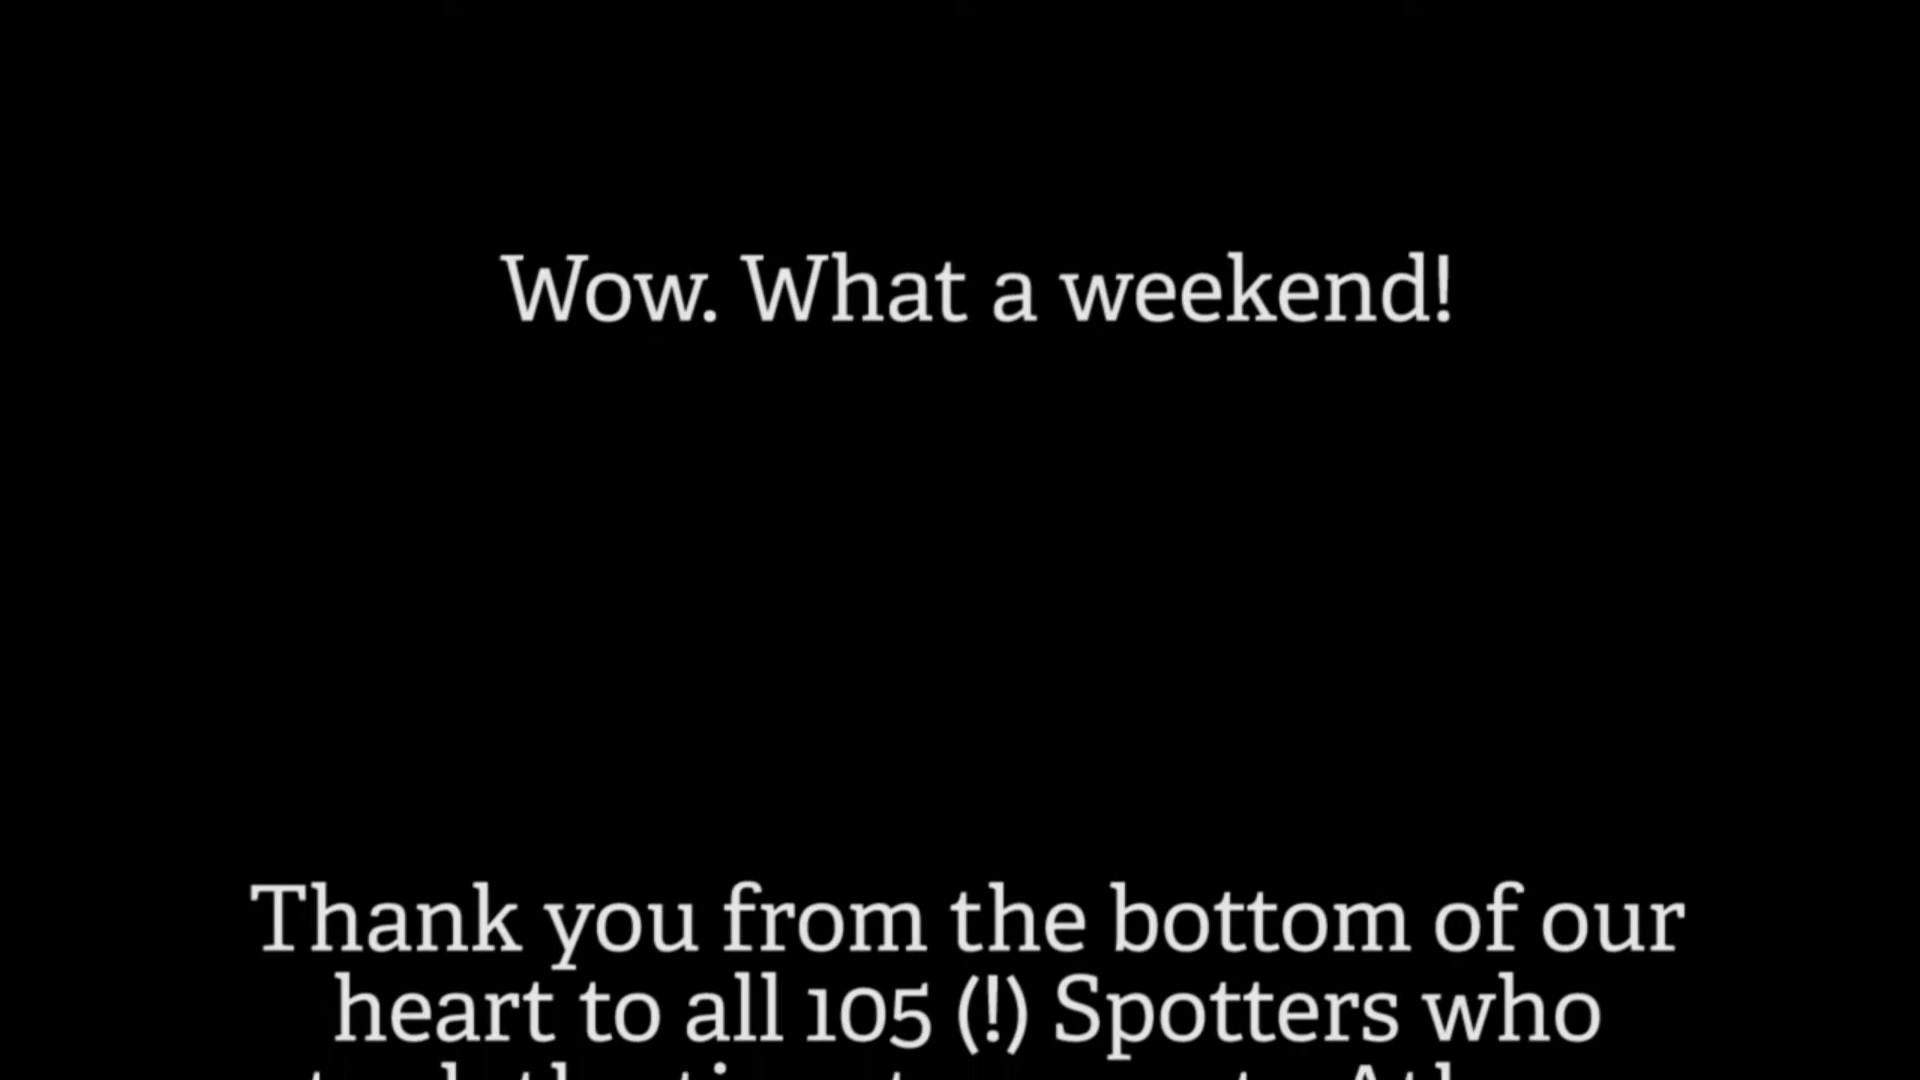 Wow. What a weekend!
Thank you from the bottom of our
heart to all 105 (!) Spotters who